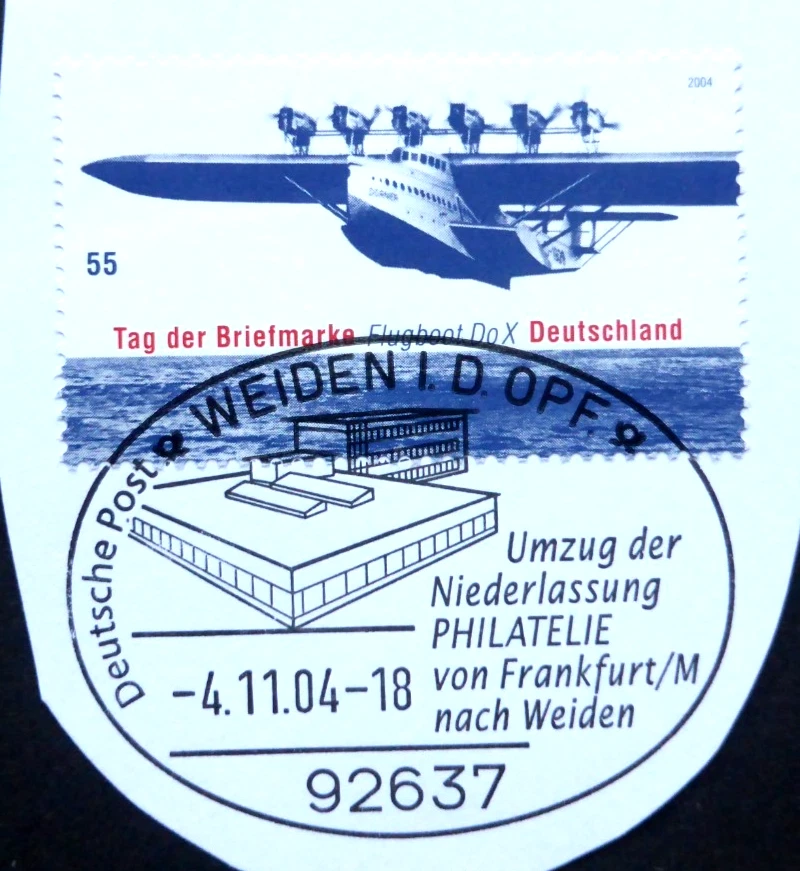 2004
DORNIER
55
Tag der Briefmarke Flugboot Do X Deutschland
WEIDEN I. D. OPF.
Deutsche Post
Umzug der
Niederlassung
PHILATELIE
von Frankfurt/M
nach Weiden
-4.11.04-18
92637